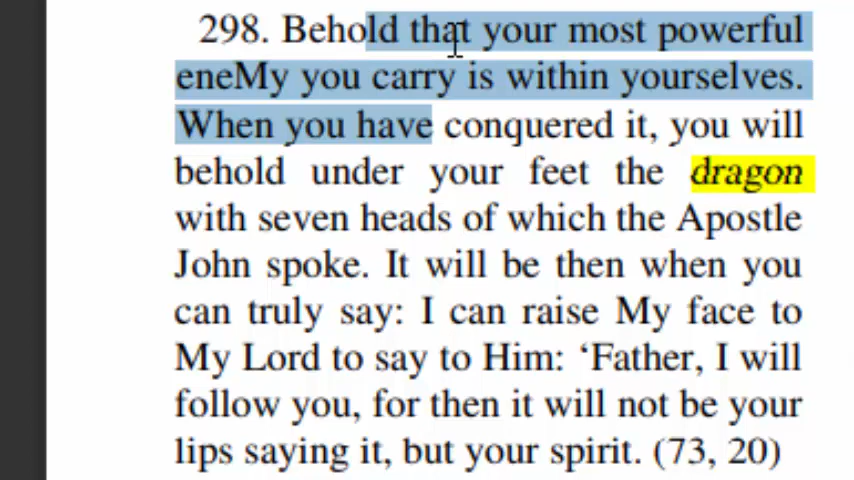 298. Behold that your most powerful
eneMy you carry is within yourselves.
When you have conquered it, you will
behold under your feet the dragon
with seven heads of which the Apostle
John spoke. It will be then when you
can truly say: I can raise My face to
My Lord to say to Him: ‘Father, I will
follow you, for then it will not be your
lips saying it, but your spirit. (73, 20)